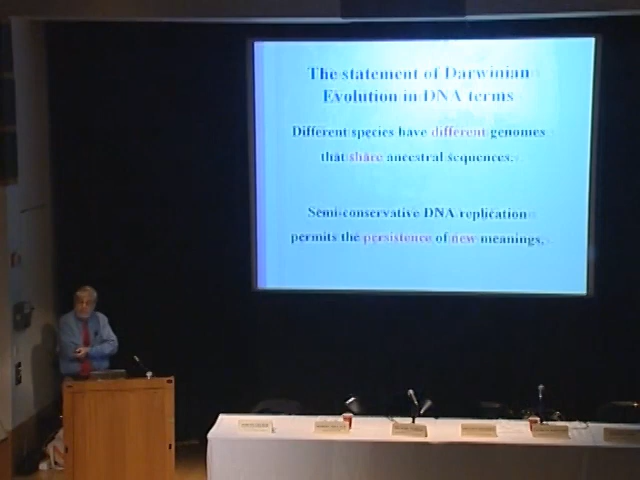 The statement of Darwinian
Evolution in DNA terms
Different species have different genomes
that share ancestral sequences.
Semi-conservative DNA replication
permits the persistence of new meanings.